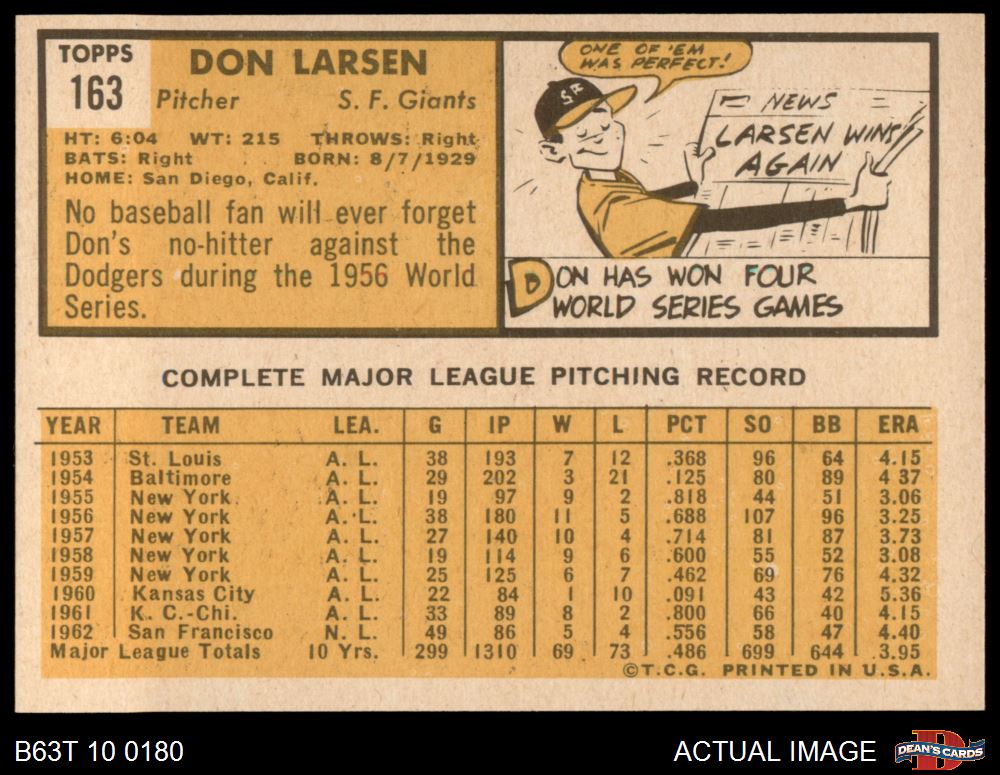 TOPPS
163
DON LARSEN
Pitcher S. F. Giants
HT: 6:04 WT: 215 THROWS: Right
BATS: Right BORN: 8/7/1929
HOME: San Diego, Calif.
No baseball fan will ever forget
Don's no-hitter against the
Dodgers during the 1956 World
Series.
ONE OF 'EM
WAS PERFECT!
SF
NEWS
LARSEN WINS
AGAIN
DON HAS WON FOUR
WORLD SERIES GAMES
COMPLETE MAJOR LEAGUE PITCHING RECORD
YEAR TEAM LEA. G IP W L PCT SO BB ERA
1953 St. Louis A. L. 38 193 7 12 .368 96 64 4.15
1954 Baltimore A. L. 29 202 3 21 .125 80 89 4 37
1955 New York A. L. 19 97 9 2 .818 44 51 3.06
1956 New York A. L. 38 180 11 5 .688 107 96 3.25
1957 New York A. L. 27 140 10 4 .714 81 87 3.73
1958 New York A. L. 19 114 9 6 .600 55 52 3.08
1959 New York A. L. 25 125 6 7 .462 69 76 4.32
1960 Kansas City A. L. 22 84 1 10 .091 43 42 5.36
1961 K. C.-Chi. A. L. 33 89 8 2 .800 66 40 4.15
1962 San Francisco N. L. 49 86 5 4 .556 58 47 4.40
Major League Totals 10 Yrs. 299 1310 69 73 .486 699 644 3.95
©T.C.G. PRINTED IN U.S.A.
B63T 10 0180 ACTUAL IMAGE DEAN'S CARDS